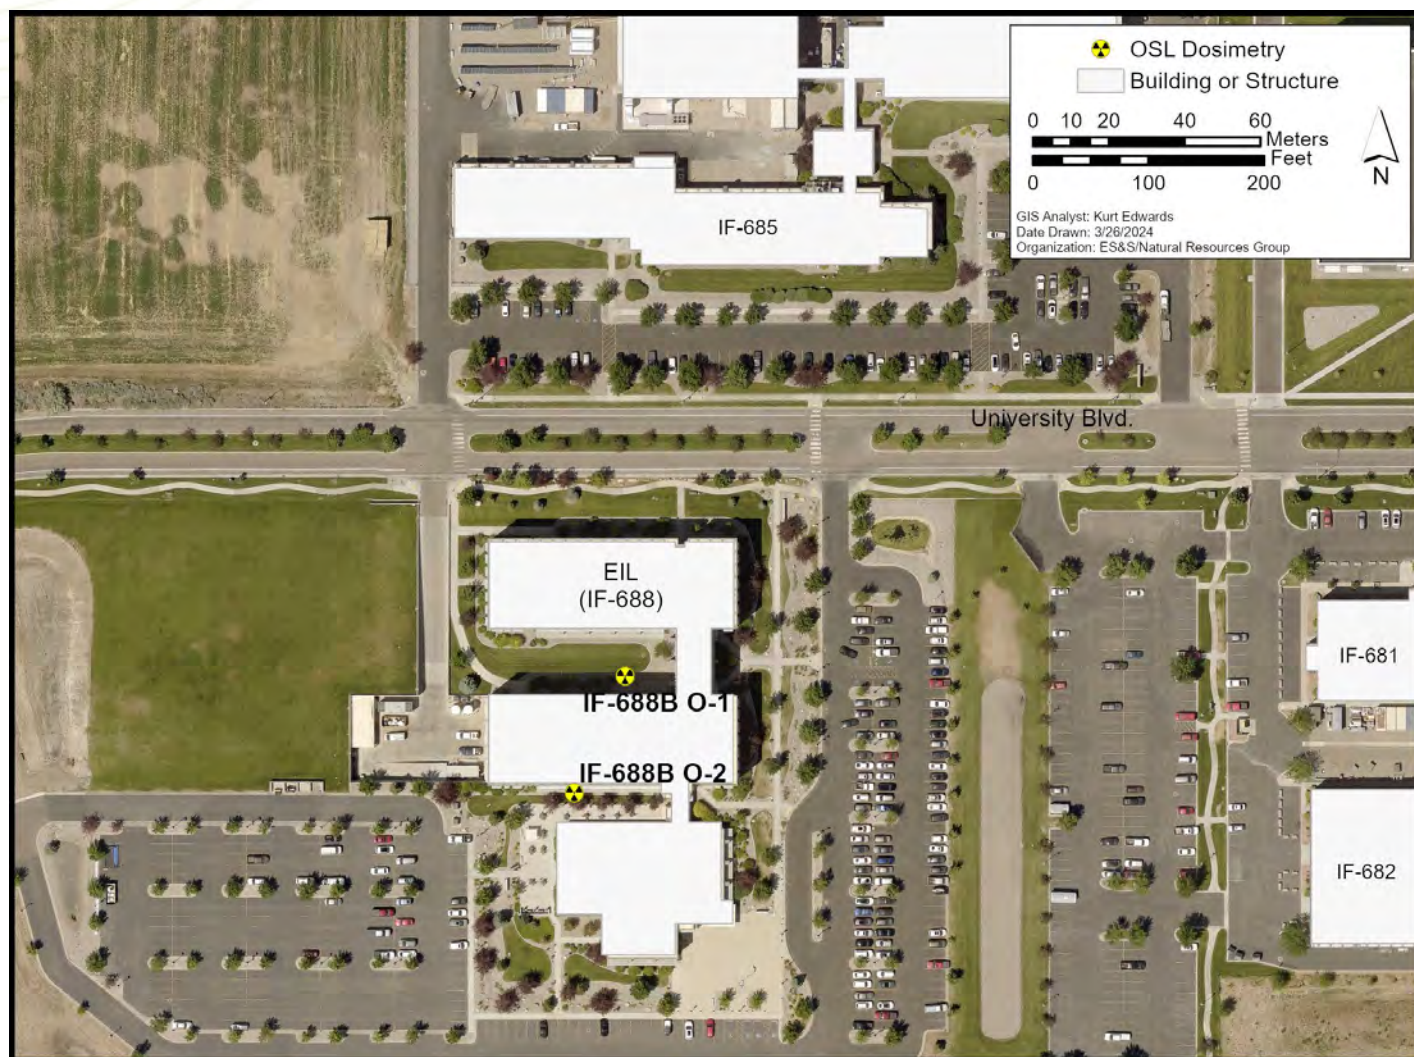 OSL Dosimetry
Building or Structure
0 10 20 40 60
Meters
Feet
0 100 200
N
GIS Analyst: Kurt Edwards
Date Drawn: 3/26/2024
Organization: ES&S/Natural Resources Group
IF-685
University Blvd.
EIL
(IF-688)
IF-681
IF-688B O-1
IF-688B O-2
IF-682